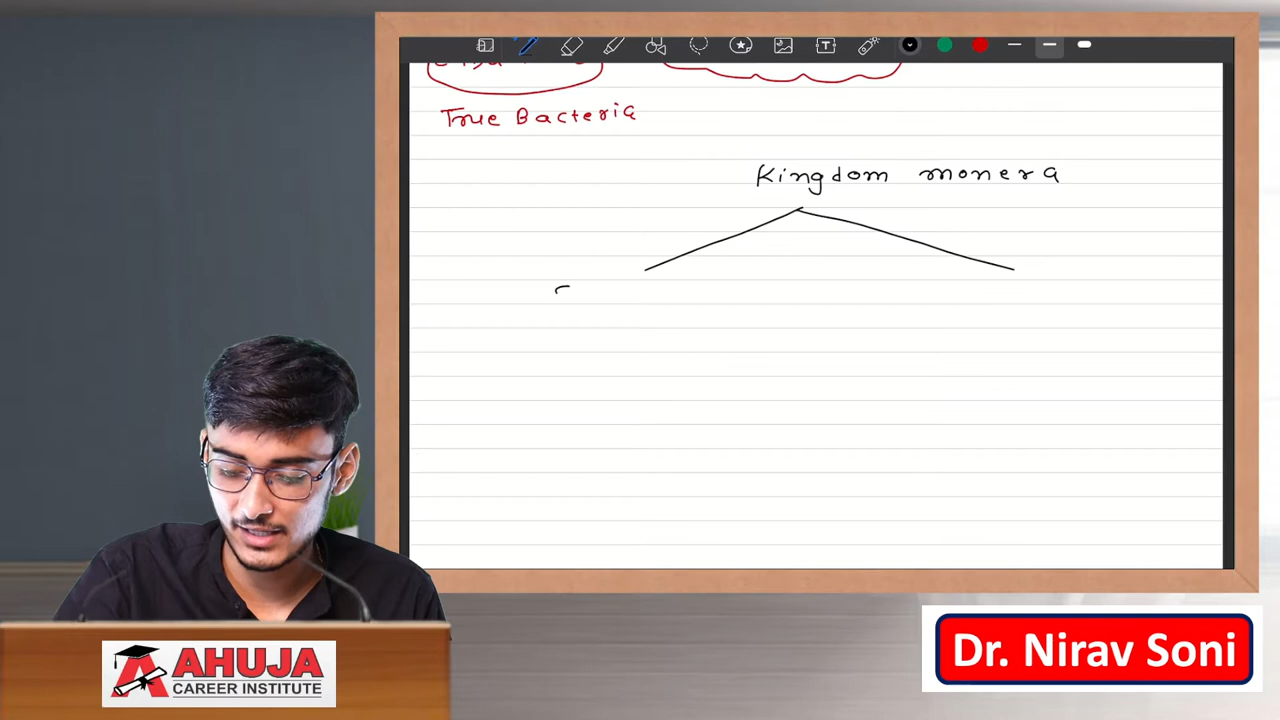 True Bacteria
Kingdom monera
AHUJA
CAREER INSTITUTE
Dr. Nirav Soni